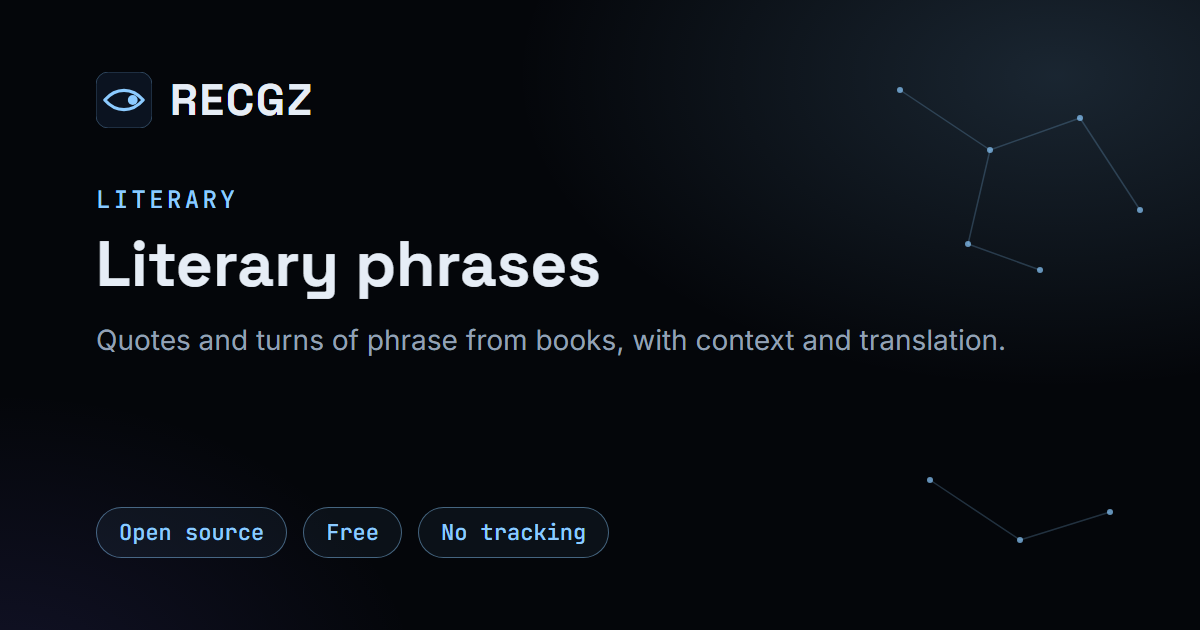 RECGZ
LITERARY
Literary phrases
Quotes and turns of phrase from books, with context and translation.
Open source
Free
No tracking